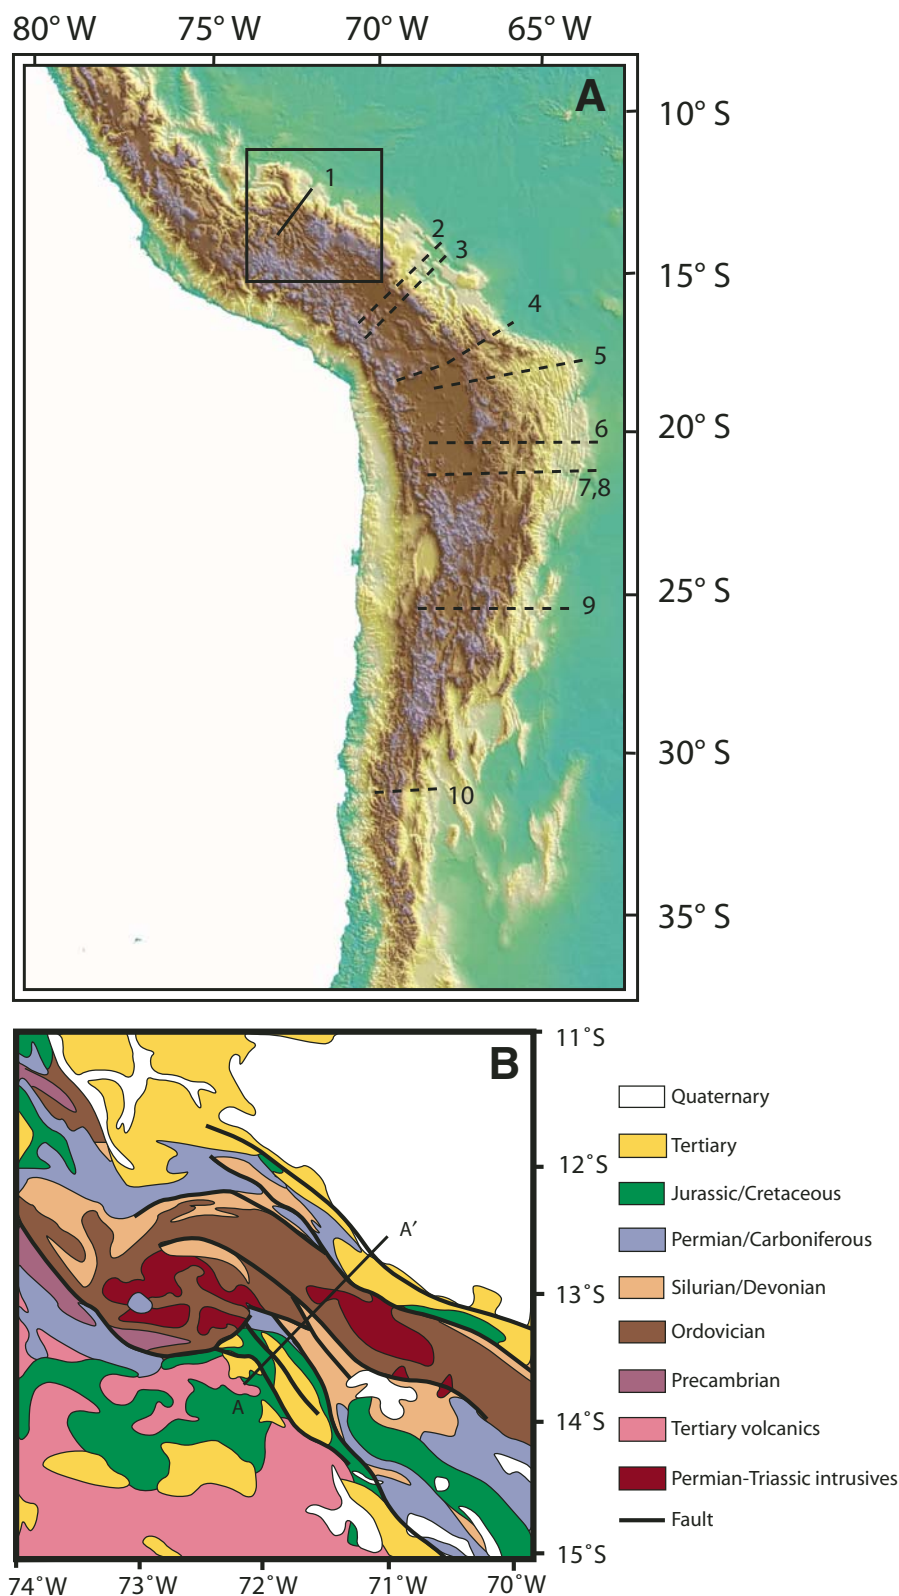 80° W 75° W 70° W 65° W
A
10° S
1
2
3
15° S
4
5
6
20° S
7,8
25° S
9
30° S
10
35° S
B
11°S
Quaternary
Tertiary
12°S
Jurassic/Cretaceous
A′
Permian/Carboniferous
Silurian/Devonian
13°S
Ordovician
Precambrian
A
14°S
Tertiary volcanics
Permian-Triassic intrusives
Fault
15°S
74°W 73°W 72°W 71°W 70°W